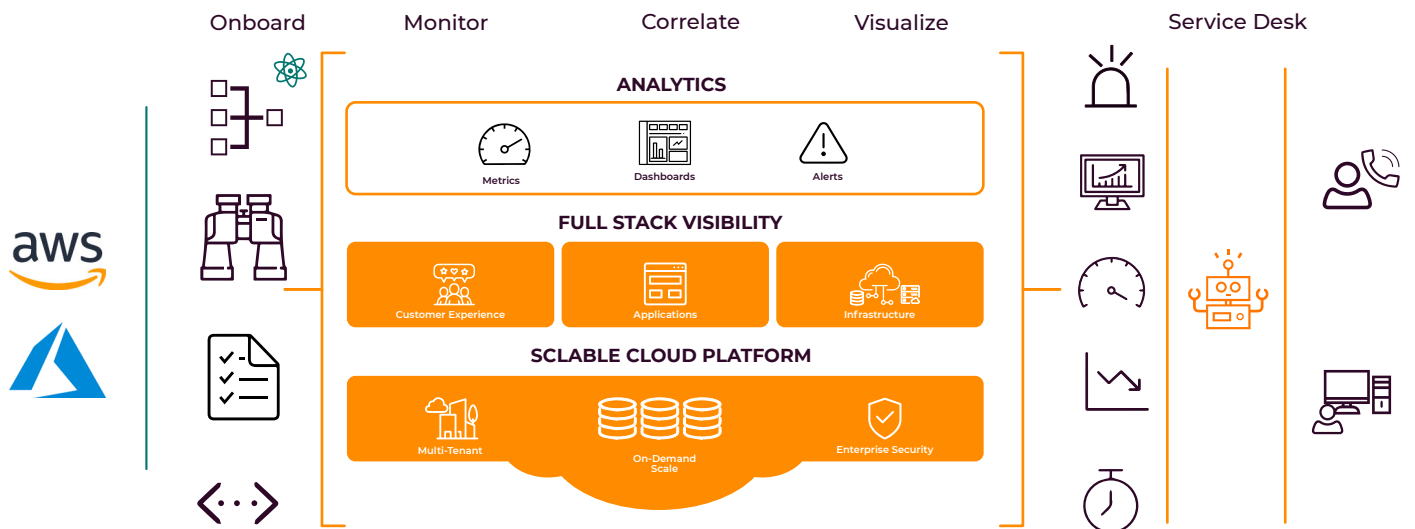 Onboard
Monitor
Correlate
Visualize
Service Desk
ANALYTICS
Metrics
Dashboards
Alerts
FULL STACK VISIBILITY
aws
Customer Experience
Applications
Infrastructure
SCLABLE CLOUD PLATFORM
Multi-Tenant
On-Demand
Scale
Enterprise Security